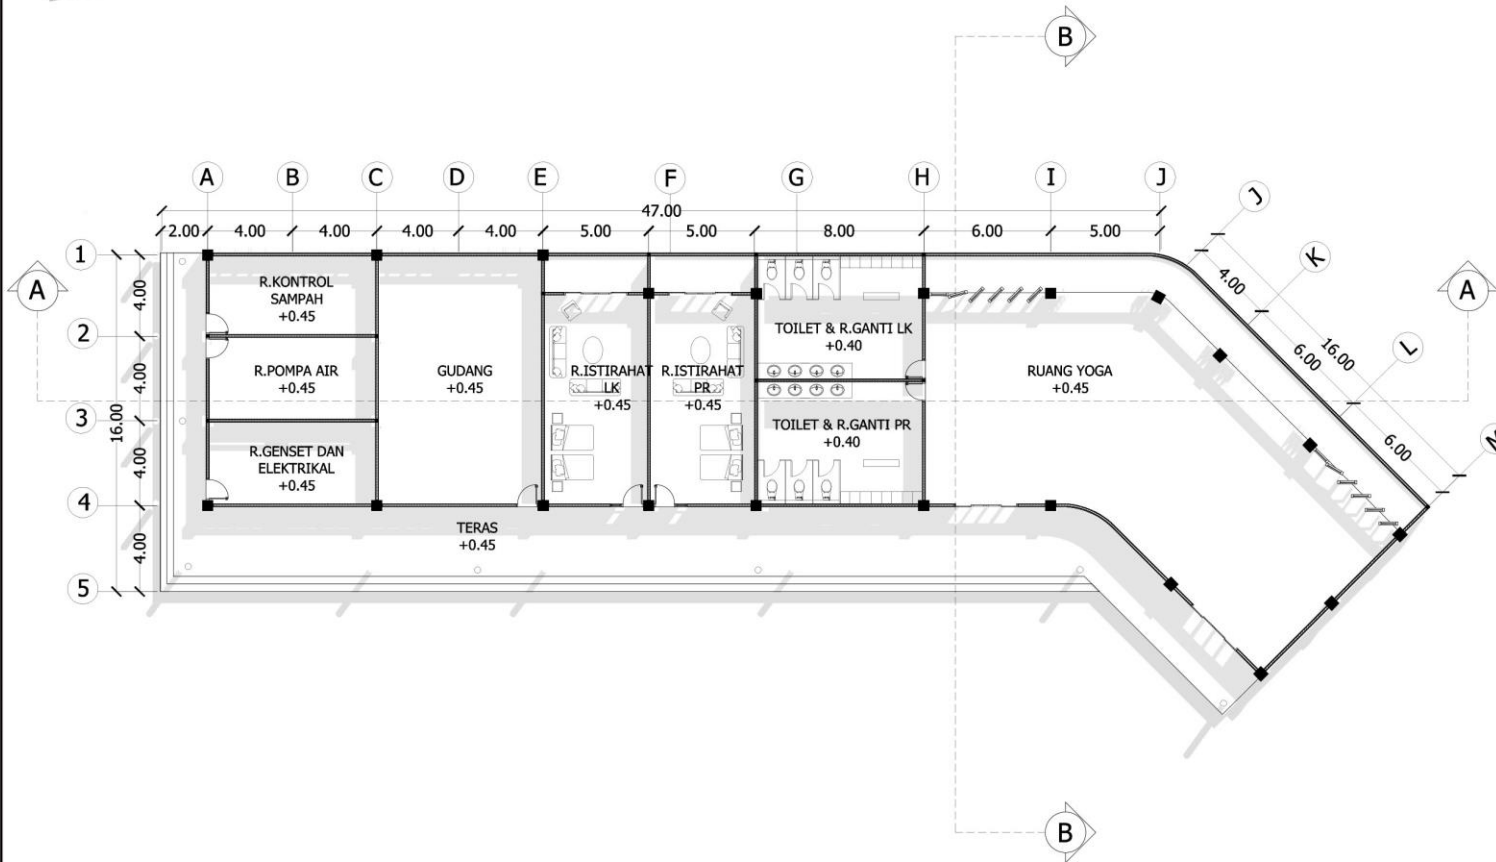 B
A
B
C
D
E
F
G
H
I
J
J
47.00
2.00
4.00
4.00
4.00
4.00
5.00
5.00
8.00
6.00
5.00
1
K
4.00
A
A
4.00
R.KONTROL
SAMPAH
+0.45
2
TOILET & R.GANTI LK
+0.40
L
16.00
6.00
4.00
R.POMPA AIR
+0.45
GUDANG
+0.45
R.ISTIRAHAT
LK
+0.45
R.ISTIRAHAT
PR
+0.45
RUANG YOGA
+0.45
16.00
3
TOILET & R.GANTI PR
+0.40
6.00
4.00
R.GENSET DAN
ELEKTRIKAL
+0.45
4
TERAS
+0.45
4.00
5
B